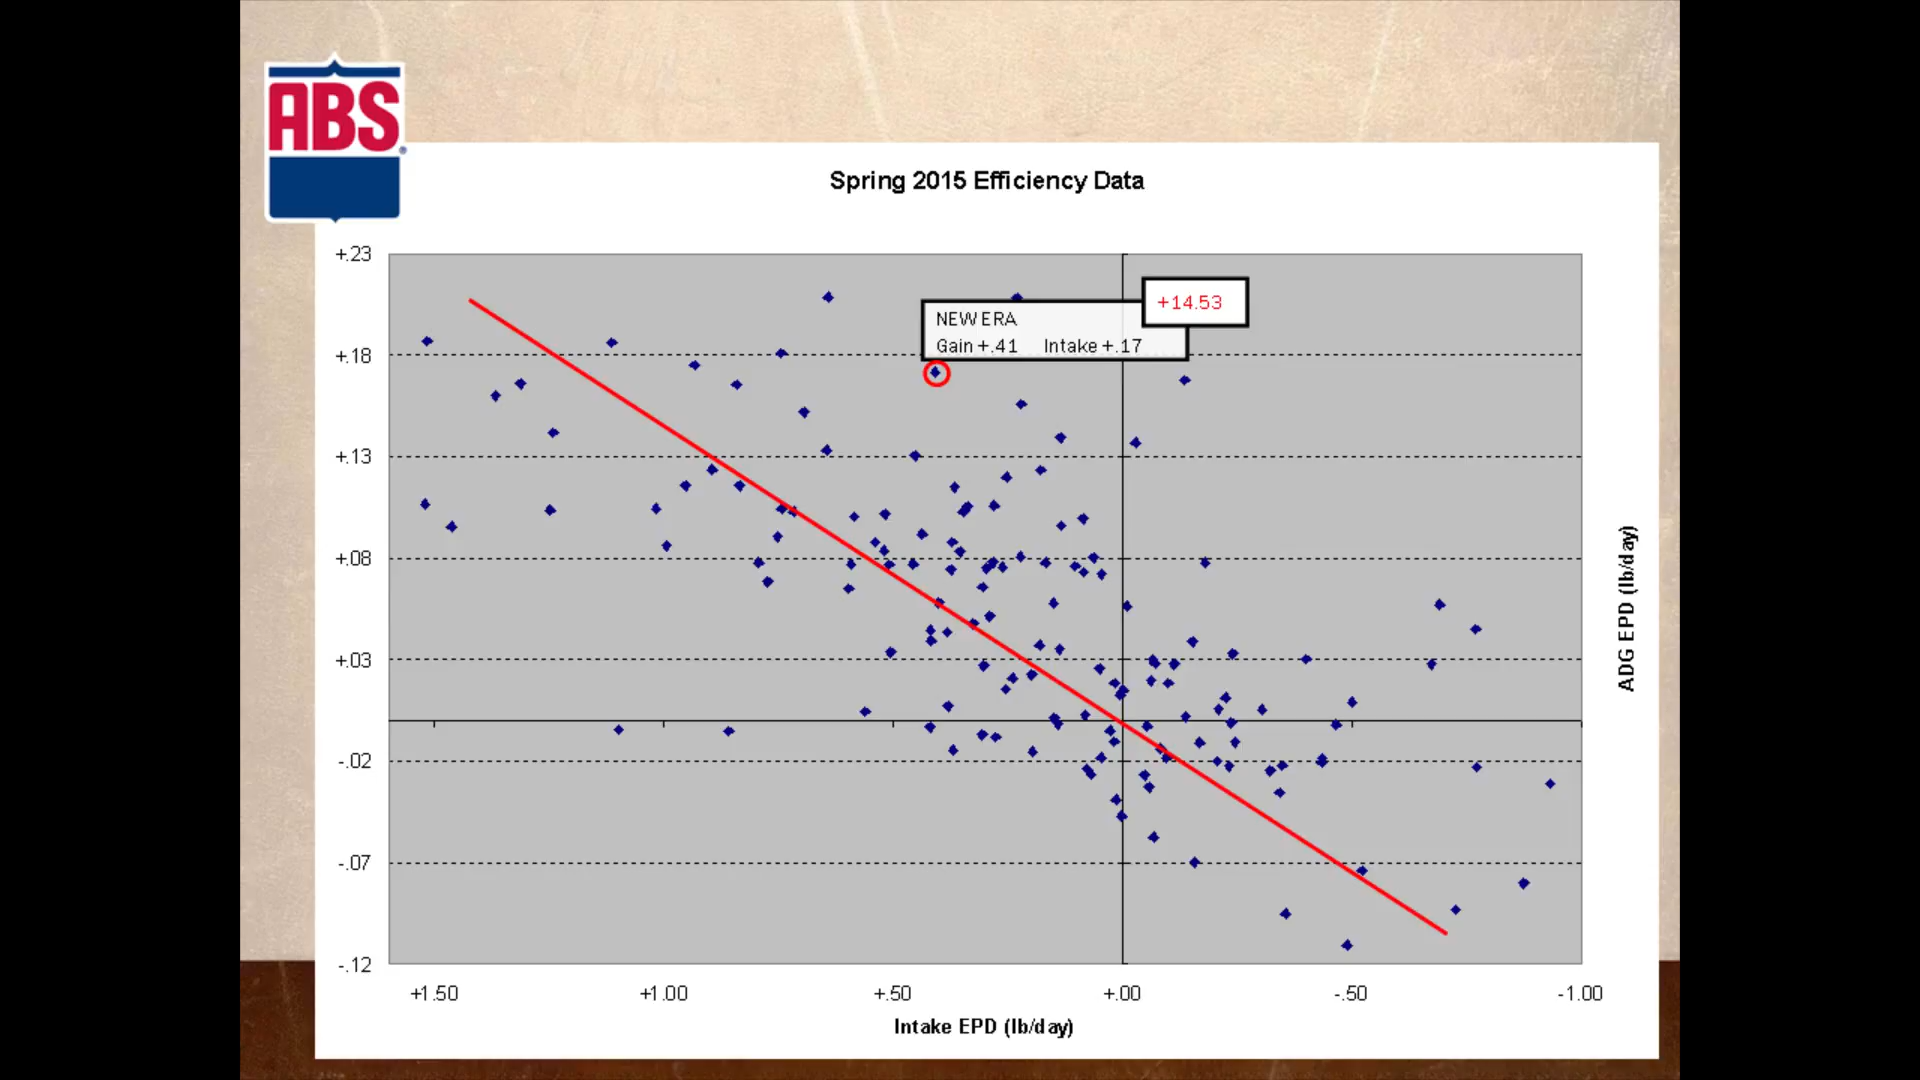 ABS
Spring 2015 Efficiency Data
+14.53
NEW ERA
Gain +.41 Intake +.17
+.23
+.18
+.13
+.08
+.03
-.02
-.07
-.12
+1.50 +1.00 +.50 +.00 -.50 -1.00
Intake EPD (lb/day)
ADG EPD (lb/day)